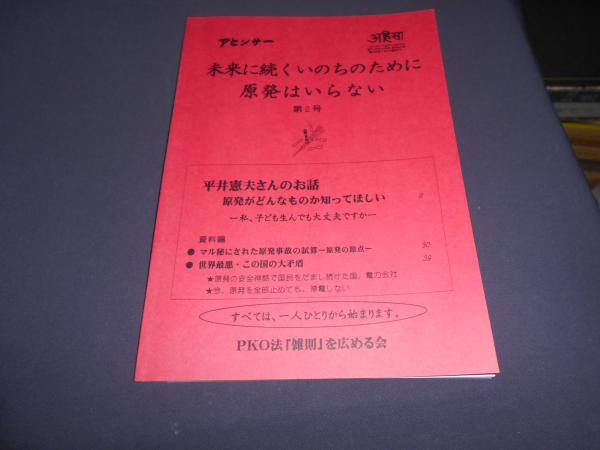 アヒンサー
अहिंसा
未来に続くいのちのために
原発はいらない
第2号
平井憲夫さんのお話
原発がどんなものか知ってほしい 2
ー私、子ども生んでも大丈夫ですかー
資料編
● マル秘にされた原発事故の試算ー原発の原点ー 30
● 世界最悪・この国の大矛盾 39
★原発の安全神話で国民をだまし続けた国、電力会社
★今、原発を全部止めても、停電しない
すべては、一人ひとりから始まります。
PKO法「雑則」を広める会